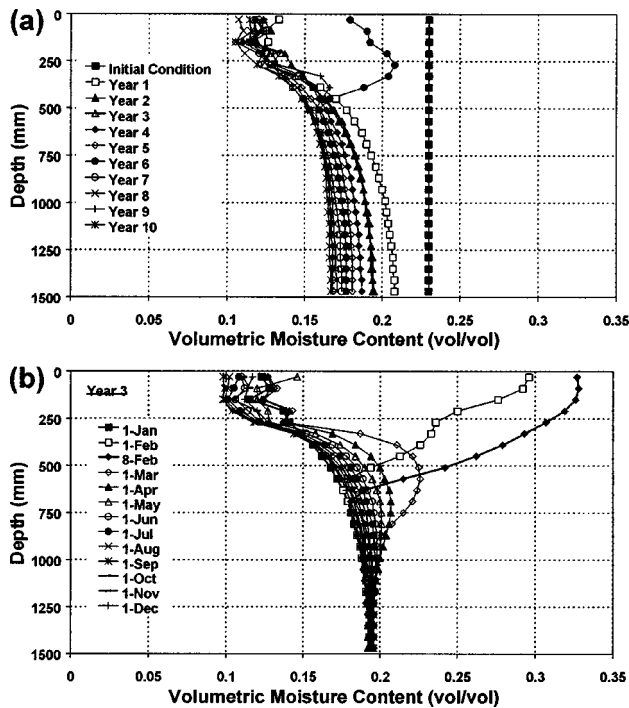 (a)
0
250
500
750
1000
1250
1500
Depth (mm)
Initial Condition
Year 1
Year 2
Year 3
Year 4
Year 5
Year 6
Year 7
Year 8
Year 9
Year 10
0 0.05 0.1 0.15 0.2 0.25 0.3 0.35
Volumetric Moisture Content (vol/vol)
(b)
0
250
500
750
1000
1250
1500
Depth (mm)
Year 3
1-Jan
1-Feb
8-Feb
1-Mar
1-Apr
1-May
1-Jun
1-Jul
1-Aug
1-Sep
1-Oct
1-Nov
1-Dec
0 0.05 0.1 0.15 0.2 0.25 0.3 0.35
Volumetric Moisture Content (vol/vol)